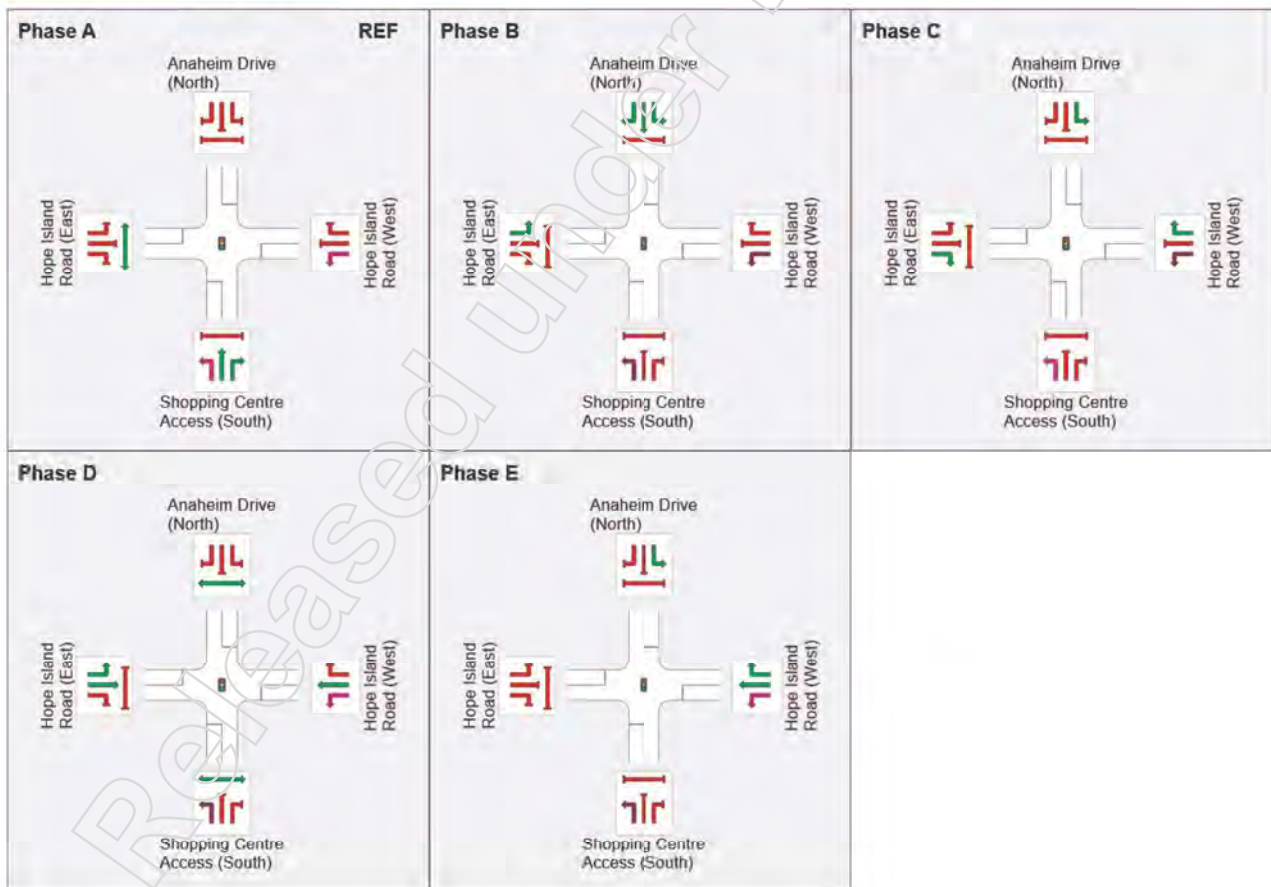 Phase A
REF
Anaheim Drive
(North)
Hope Island
Road (East)
Hope Island
Road (West)
Shopping Centre
Access (South)
Phase B
Anaheim Drive
(North)
Hope Island
Road (East)
Hope Island
Road (West)
Shopping Centre
Access (South)
Phase C
Anaheim Drive
(North)
Hope Island
Road (East)
Hope Island
Road (West)
Shopping Centre
Access (South)
Phase D
Anaheim Drive
(North)
Hope Island
Road (East)
Hope Island
Road (West)
Shopping Centre
Access (South)
Phase E
Anaheim Drive
(North)
Hope Island
Road (East)
Hope Island
Road (West)
Shopping Centre
Access (South)
Released under